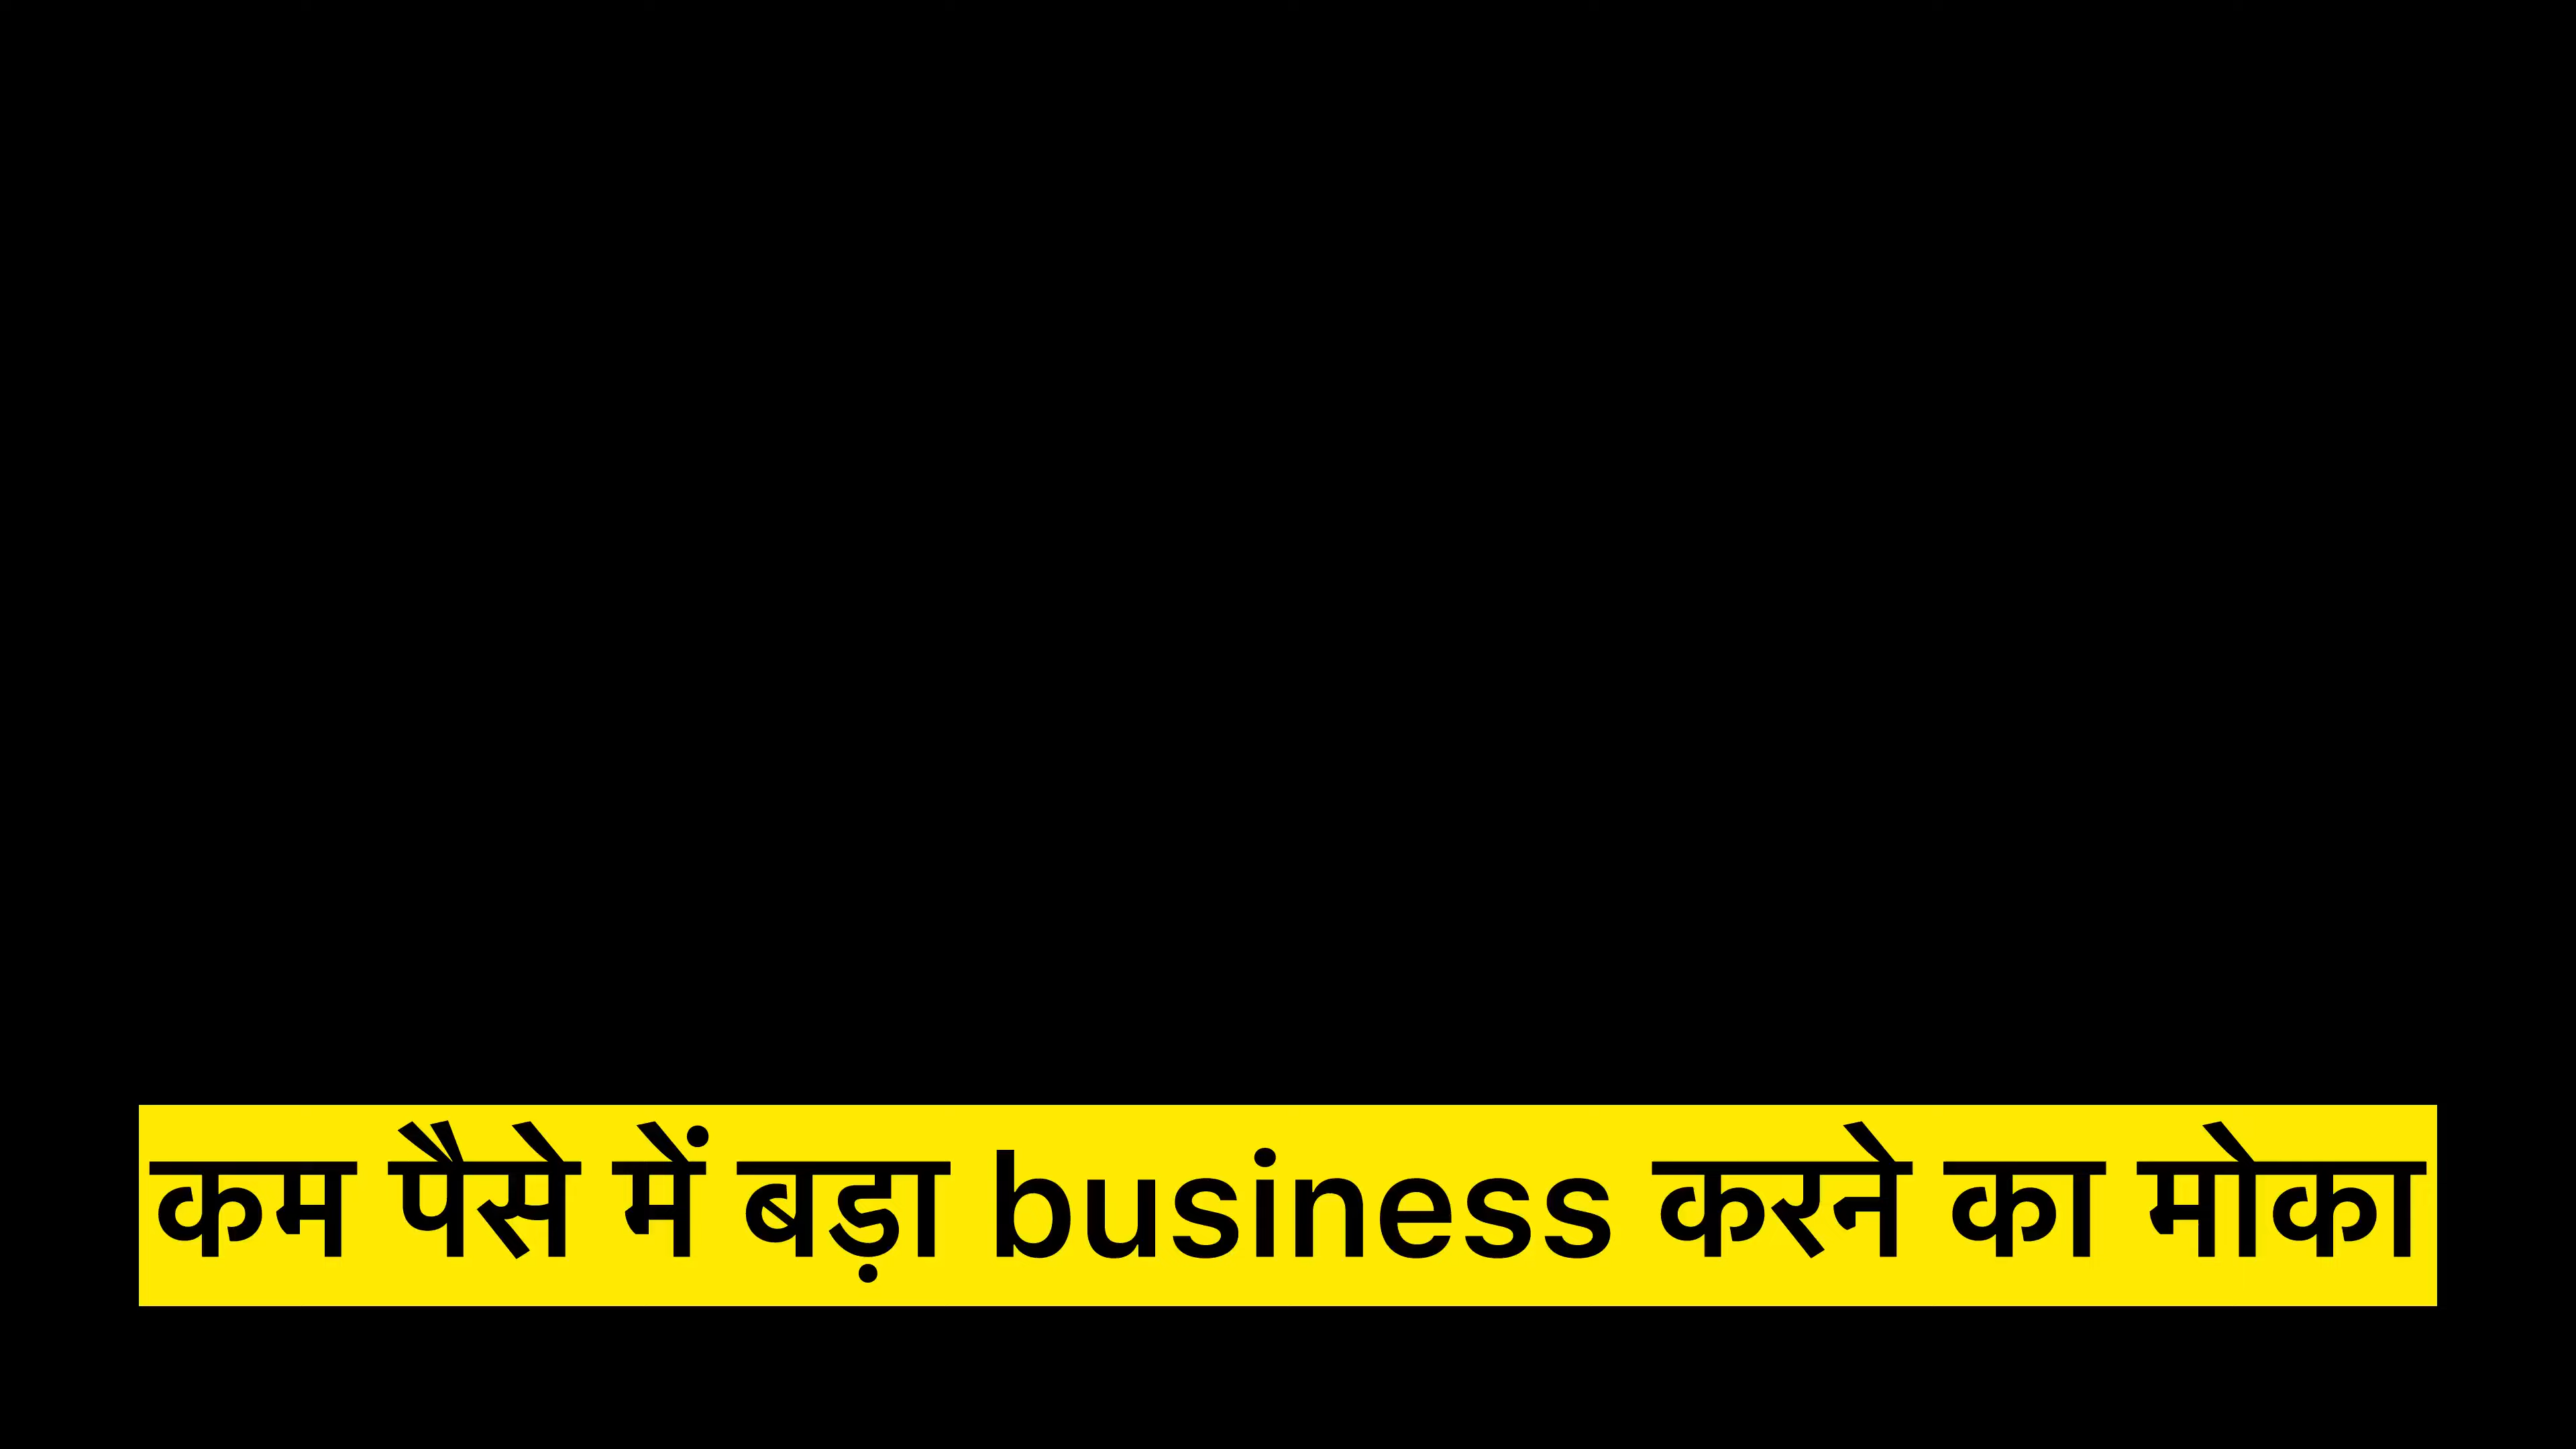 कम पैसे में बड़ा business करने का मोका